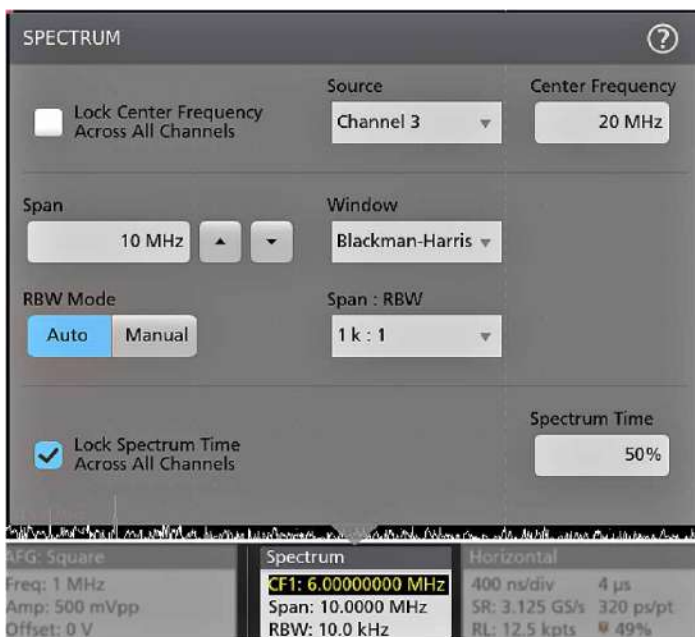 SPECTRUM ?
Source Center Frequency
Lock Center Frequency
Across All Channels
Channel 3 20 MHz
Span Window
10 MHz Blackman-Harris
RBW Mode Span : RBW
Auto Manual 1 k : 1
Spectrum Time
Lock Spectrum Time
Across All Channels
50%
AFG: Square Spectrum Horizontal
Freq: 1 MHz CF1: 6.00000000 MHz 400 ns/div 4 µs
Amp: 500 mVpp Span: 10.0000 MHz SR: 3.125 GS/s 320 ps/pt
Offset: 0 V RBW: 10.0 kHz RL: 12.5 kpts 49%